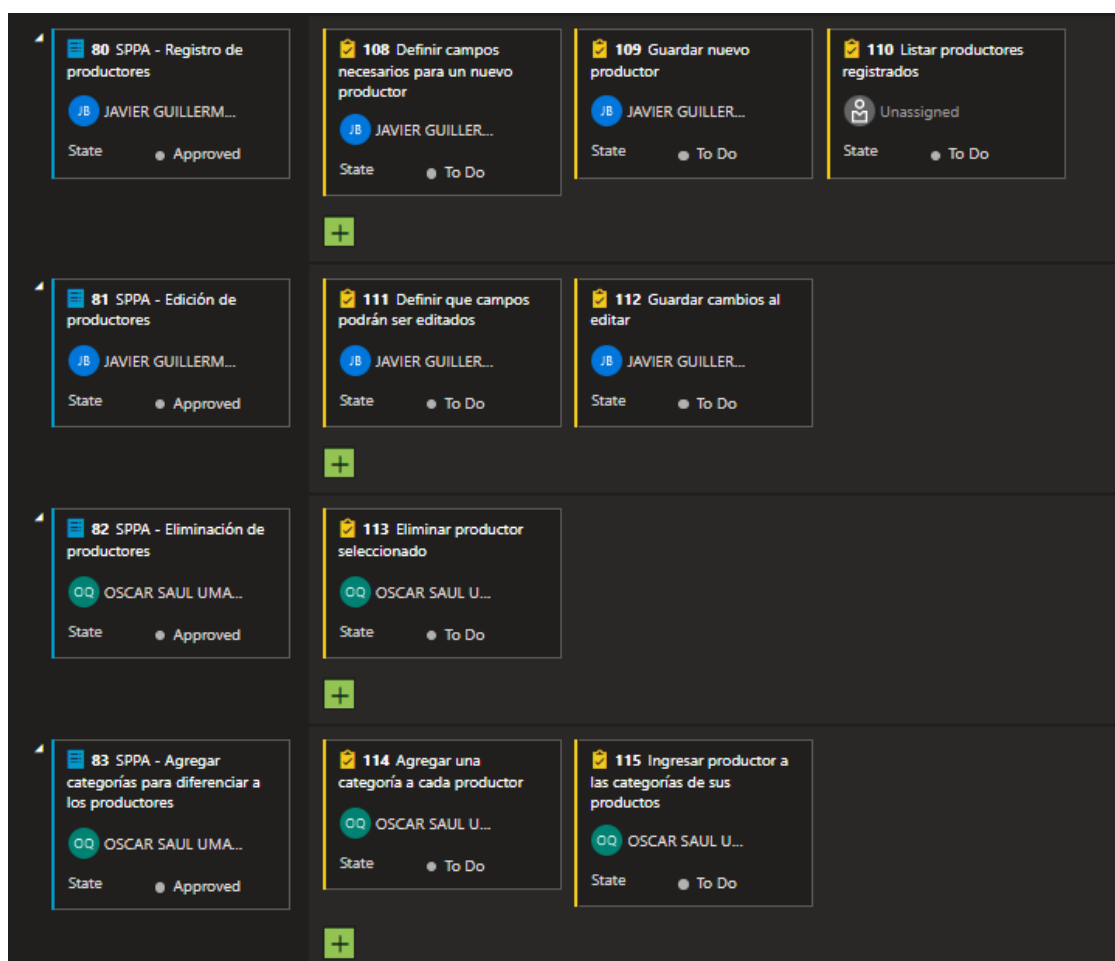 80 SPPA - Registro de
productores
JB JAVIER GUILLERM...
State Approved
108 Definir campos
necesarios para un nuevo
productor
JB JAVIER GUILLER...
State To Do
109 Guardar nuevo
productor
JB JAVIER GUILLER...
State To Do
110 Listar productores
registrados
Unassigned
State To Do
81 SPPA - Edición de
productores
JB JAVIER GUILLERM...
State Approved
111 Definir que campos
podrán ser editados
JB JAVIER GUILLER...
State To Do
112 Guardar cambios al
editar
JB JAVIER GUILLER...
State To Do
82 SPPA - Eliminación de
productores
OQ OSCAR SAUL UMA...
State Approved
113 Eliminar productor
seleccionado
OQ OSCAR SAUL U...
State To Do
83 SPPA - Agregar
categorías para diferenciar a
los productores
OQ OSCAR SAUL UMA...
State Approved
114 Agregar una
categoría a cada productor
OQ OSCAR SAUL U...
State To Do
115 Ingresar productor a
las categorías de sus
productos
OQ OSCAR SAUL U...
State To Do